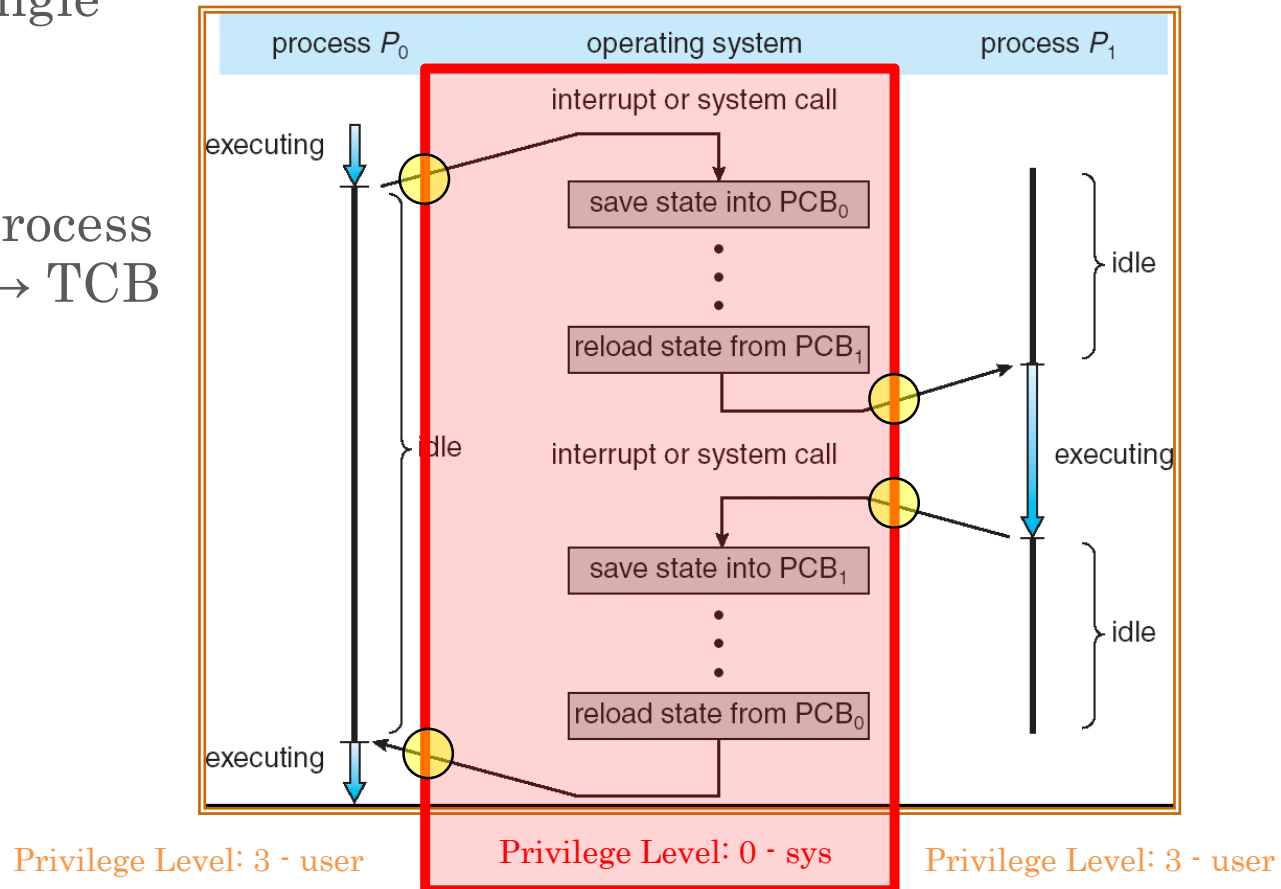 process P₀ operating system process P₁
interrupt or system call
executing
save state into PCB₀
rocess
→ TCB
idle
reload state from PCB₁
idle
interrupt or system call
executing
save state into PCB₁
idle
reload state from PCB₀
executing
Privilege Level: 3 - user
Privilege Level: 0 - sys
Privilege Level: 3 - user